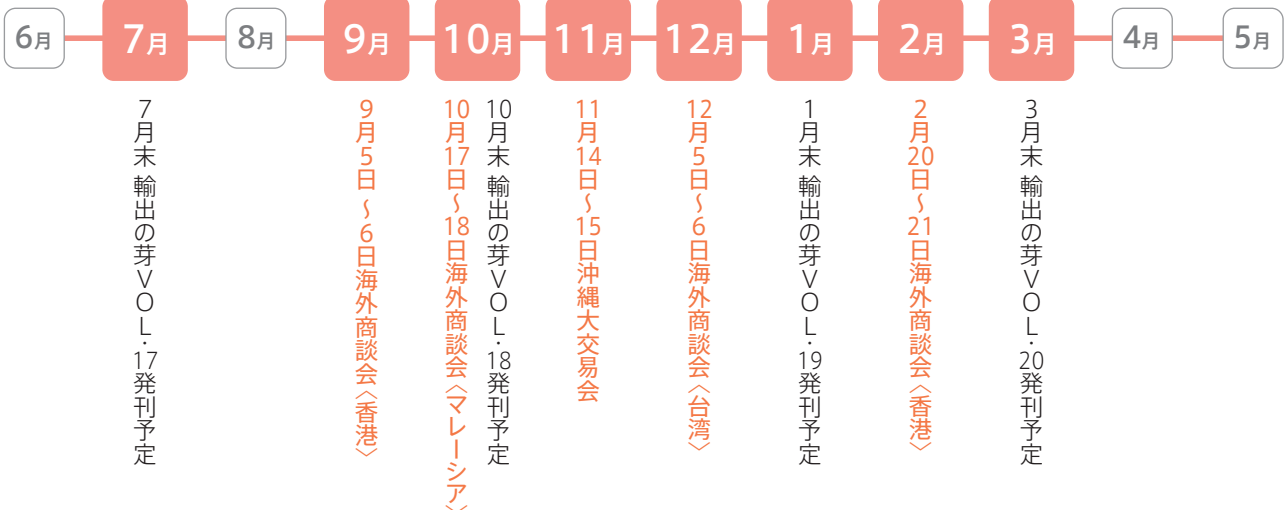 6月
7月
8月
9月
10月
11月
12月
1月
2月
3月
4月
5月
7月末 輸出の芽VOL.17発刊予定
9月5日～6日海外商談会〈香港〉
10月末 輸出の芽VOL.18発刊予定
10月17日～18日海外商談会〈マレーシア〉
11月14日～15日沖縄大交易会
12月5日～6日海外商談会〈台湾〉
1月末 輸出の芽VOL.19発刊予定
2月20日～21日海外商談会〈香港〉
3月末 輸出の芽VOL.20発刊予定